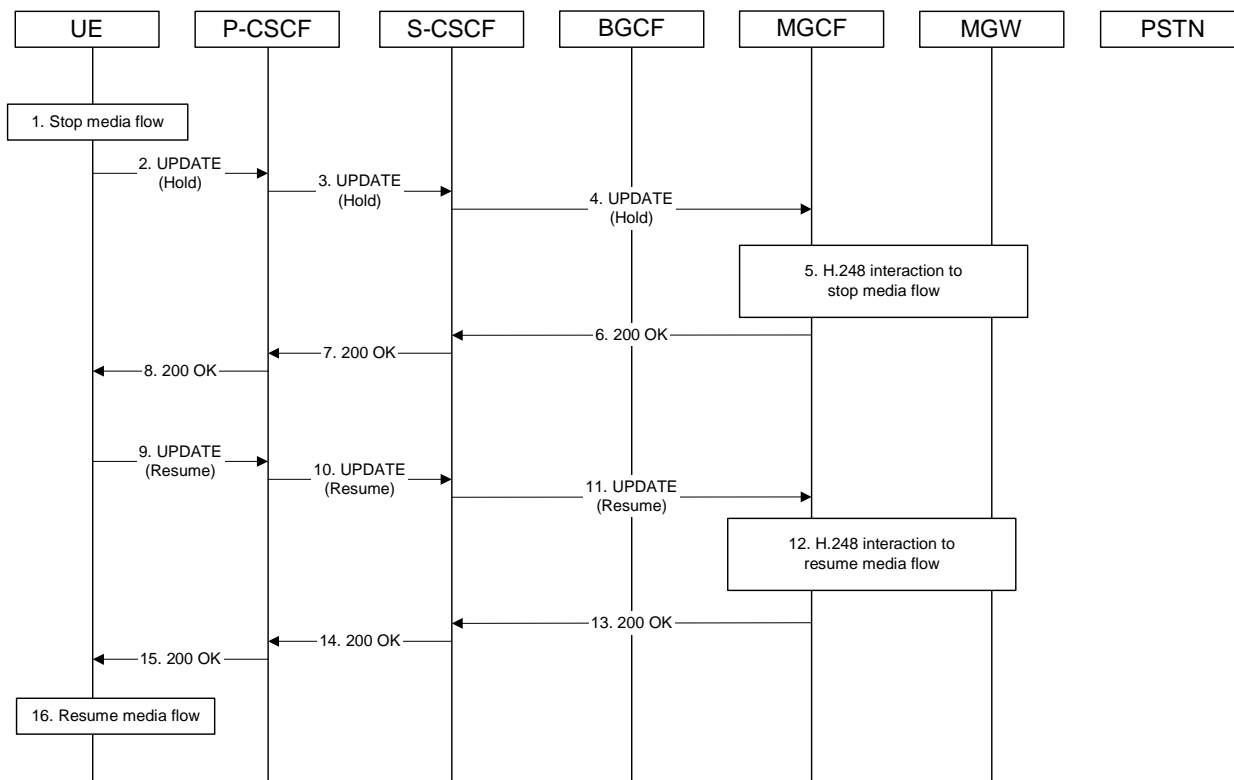 UE
P-CSCF
S-CSCF
BGCF
MGCF
MGW
PSTN
1. Stop media flow
2. UPDATE
(Hold)
3. UPDATE
(Hold)
4. UPDATE
(Hold)
5. H.248 interaction to
stop media flow
6. 200 OK
7. 200 OK
8. 200 OK
9. UPDATE
(Resume)
10. UPDATE
(Resume)
11. UPDATE
(Resume)
12. H.248 interaction to
resume media flow
13. 200 OK
14. 200 OK
15. 200 OK
16. Resume media flow